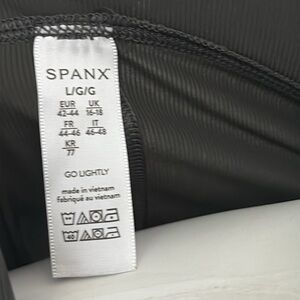 SPANX
L/G/G
EUR UK
42-44 16-18
FR IT
44-46 46-48
KR
77
GO LIGHTLY
made in vietnam
fabriqué au vietnam
40